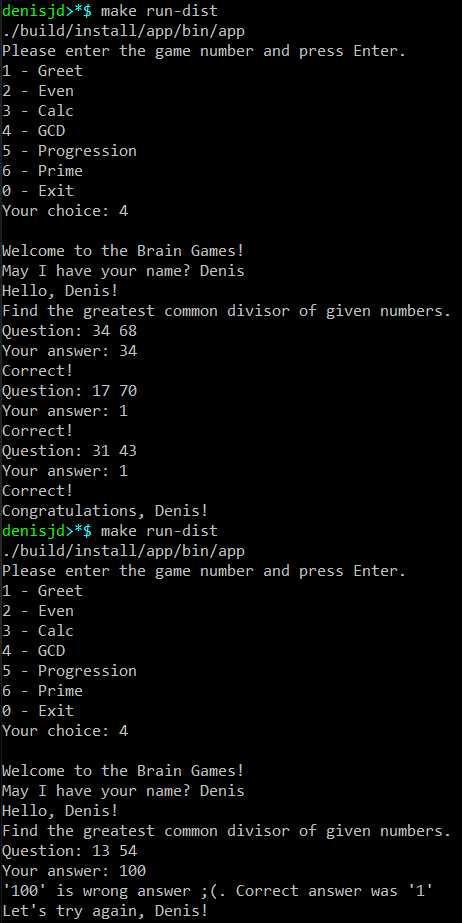 denisjd>*$ make run-dist
./build/install/app/bin/app
Please enter the game number and press Enter.
1 - Greet
2 - Even
3 - Calc
4 - GCD
5 - Progression
6 - Prime
0 - Exit
Your choice: 4

Welcome to the Brain Games!
May I have your name? Denis
Hello, Denis!
Find the greatest common divisor of given numbers.
Question: 34 68
Your answer: 34
Correct!
Question: 17 70
Your answer: 1
Correct!
Question: 31 43
Your answer: 1
Correct!
Congratulations, Denis!
denisjd>*$ make run-dist
./build/install/app/bin/app
Please enter the game number and press Enter.
1 - Greet
2 - Even
3 - Calc
4 - GCD
5 - Progression
6 - Prime
0 - Exit
Your choice: 4

Welcome to the Brain Games!
May I have your name? Denis
Hello, Denis!
Find the greatest common divisor of given numbers.
Question: 13 54
Your answer: 100
'100' is wrong answer ;(. Correct answer was '1'
Let's try again, Denis!